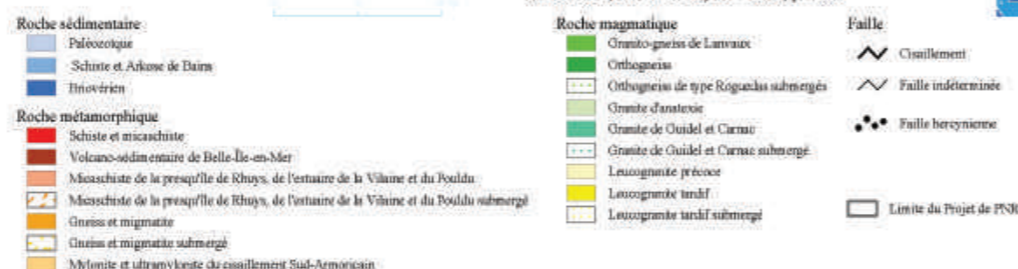 Roche sédimentaire
Paléozoïque
Schiste et Arkose de Bains
Briovérien
Roche métamorphique
Schiste et micaschiste
Volcano-sédimentaire de Belle-Île-en-Mer
Micaschiste de la presqu'île de Rhuys, de l'estuaire de la Vilaine et du Pouldu
Micaschiste de la presqu'île de Rhuys, de l'estuaire de la Vilaine et du Pouldu submergé
Gneiss et migmatite
Gneiss et migmatite submergé
Mylonite et ultramylonite du cisaillement Sud-Armoricain
Roche magmatique
Granito-gneiss de Lanvaux
Orthogneiss
Orthogneiss de type Roguedas submergés
Granite d'anatexie
Granite de Guidel et Carnac
Granite de Guidel et Carnac submergé
Leucogranite précoce
Leucogranite tardif
Leucogranite tardif submergé
Faille
Cisaillement
Faille indéterminée
Faille hercynienne
Limite du Projet de PNR